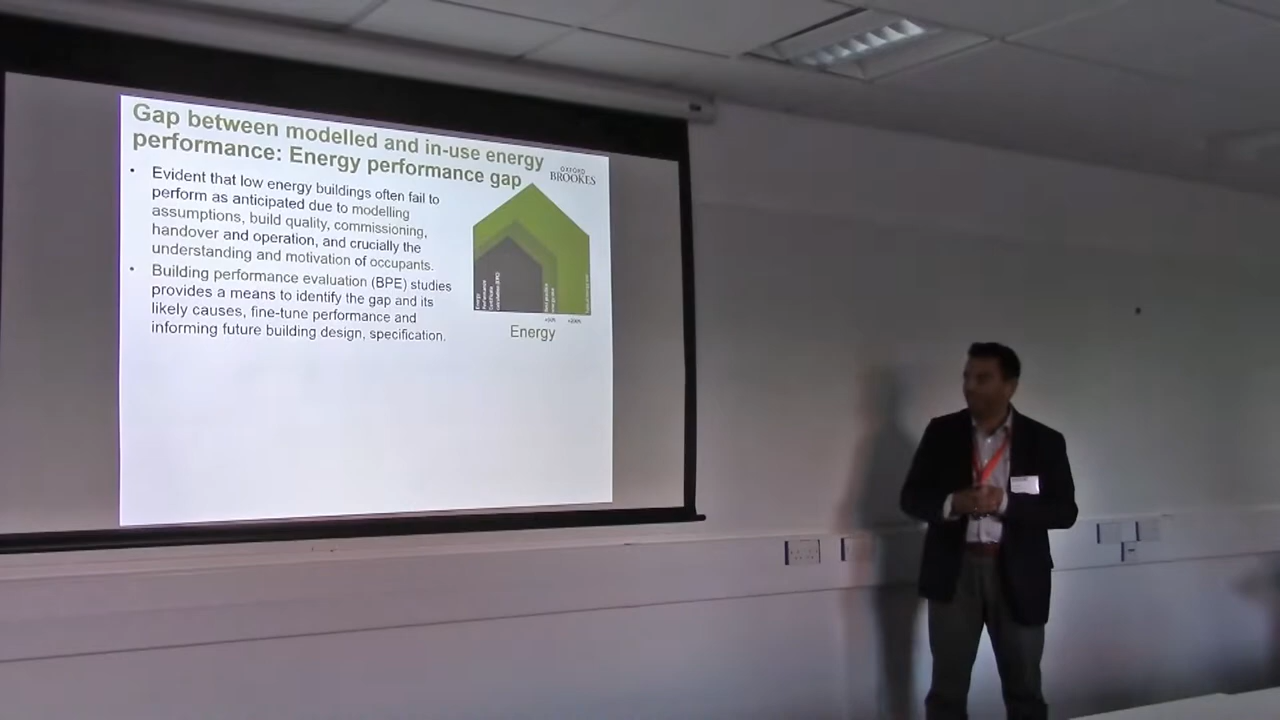 Gap between modelled and in-use energy
performance: Energy performance gap
OXFORD
BROOKES
• Evident that low energy buildings often fail to
perform as anticipated due to modelling
assumptions, build quality, commissioning,
handover and operation, and crucially the
understanding and motivation of occupants.
• Building performance evaluation (BPE) studies
provides a means to identify the gap and its
likely causes, fine-tune performance and
informing future building design, specification.
Energy
Performance
Certificate
Energy